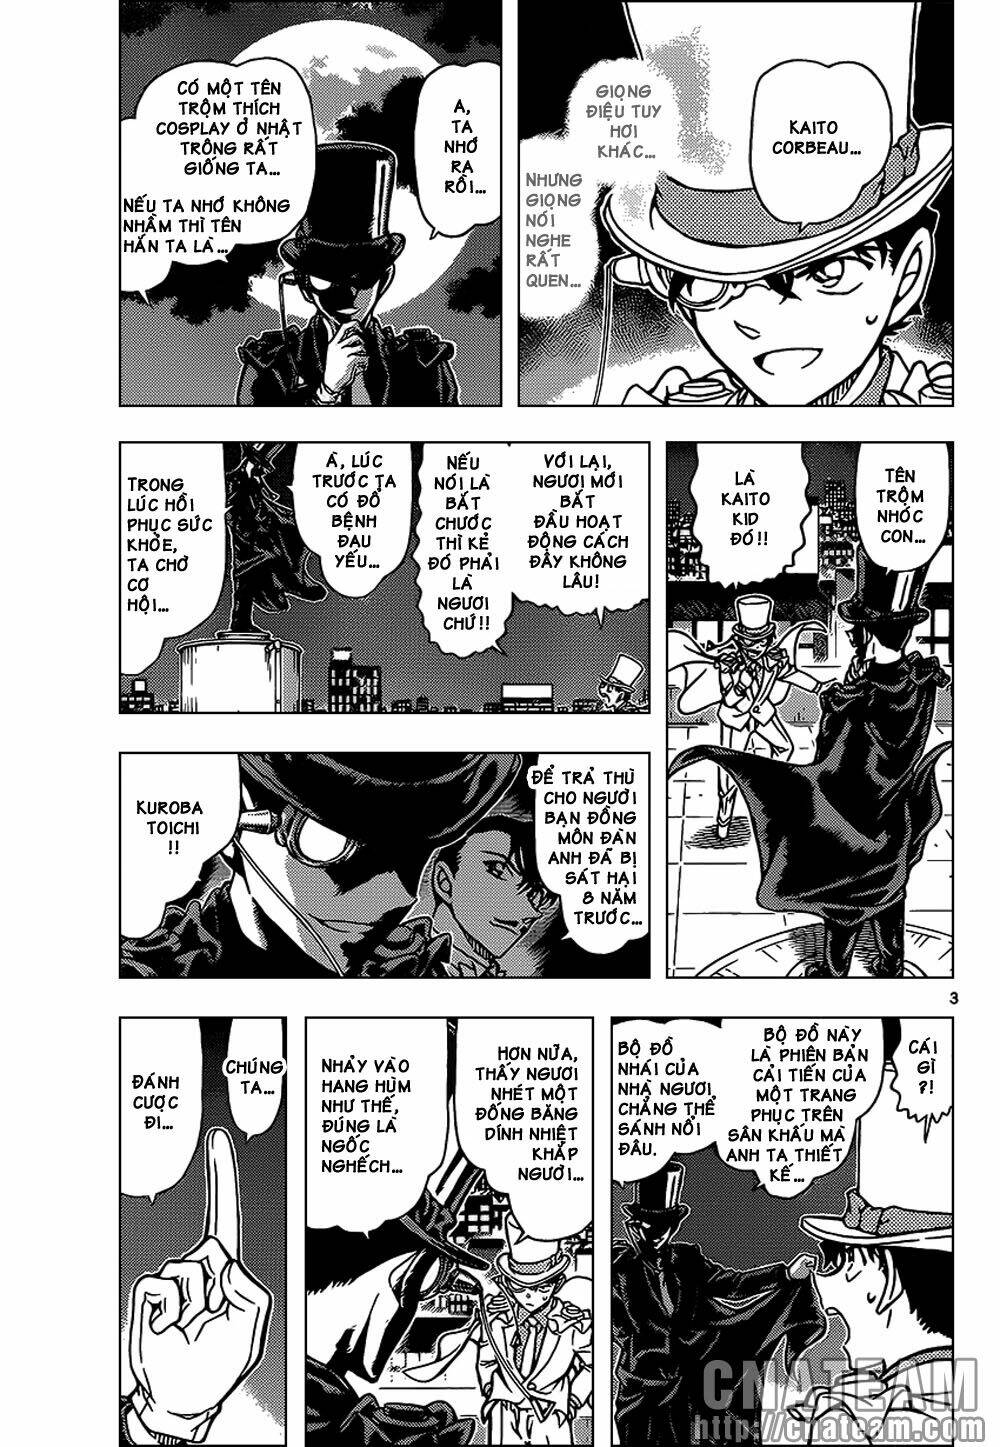 KAITO
CORBEAU...
GIỌNG
ĐIỆU TUY
HƠI
KHÁC...
NHƯNG
GIỌNG
NÓI
NGHE
RẤT
QUEN...
A,
TA
NHỚ
RA
RỒI...
CÓ MỘT TÊN
TRỘM THÍCH
COSPLAY Ở NHẬT
TRÔNG RẤT
GIỐNG TA...
NẾU TA NHỚ KHÔNG
NHẦM THÌ TÊN
HẮN TA LÀ...
TÊN
TRỘM
NHÓC
CON...
LÀ
KAITO
KID
ĐÓ!!
VỚI LẠI,
NGƯƠI MỚI
BẮT
ĐẦU HOẠT
ĐỘNG CÁCH
ĐÂY KHÔNG
LÂU!
NẾU
NÓI LÀ
BẮT
CHƯỚC
THÌ KẺ
ĐÓ PHẢI
LÀ
NGƯƠI
CHỨ!!
À, LÚC
TRƯỚC TA
CÓ ĐỔ
BỆNH
ĐAU
YẾU...
TRONG
LÚC HỒI
PHỤC SỨC
KHỎE,
TA CHỜ
CƠ
HỘI...
ĐỂ TRẢ THÙ
CHO NGƯỜI
BẠN ĐỒNG
MÔN ĐÀN
ANH ĐÃ BỊ
SÁT HẠI
8 NĂM
TRƯỚC...
KUROBA
TOICHI
!!
3
CÁI
GÌ
?!
BỘ ĐỒ NÀY
LÀ PHIÊN BẢN
CẢI TIẾN CỦA
MỘT TRANG
PHỤC TRÊN
SÂN KHẤU MÀ
ANH TA THIẾT
KẾ...
BỘ ĐỒ
NHÁI CỦA
NHÀ NGƯƠI
CHẲNG THỂ
SÁNH NỔI
ĐÂU.
HƠN NỮA,
THẤY NGƯƠI
NHÉT MỘT
ĐỐNG BĂNG
DÍNH NHIỆT
KHẮP
NGƯỜI...
NHẢY VÀO
HANG HÙM
NHƯ THẾ,
ĐÚNG LÀ
NGỐC
NGHẾCH...
CHÚNG
TA...
ĐÁNH
CƯỢC
ĐI...
CNATEAM
http://cnateam.com/